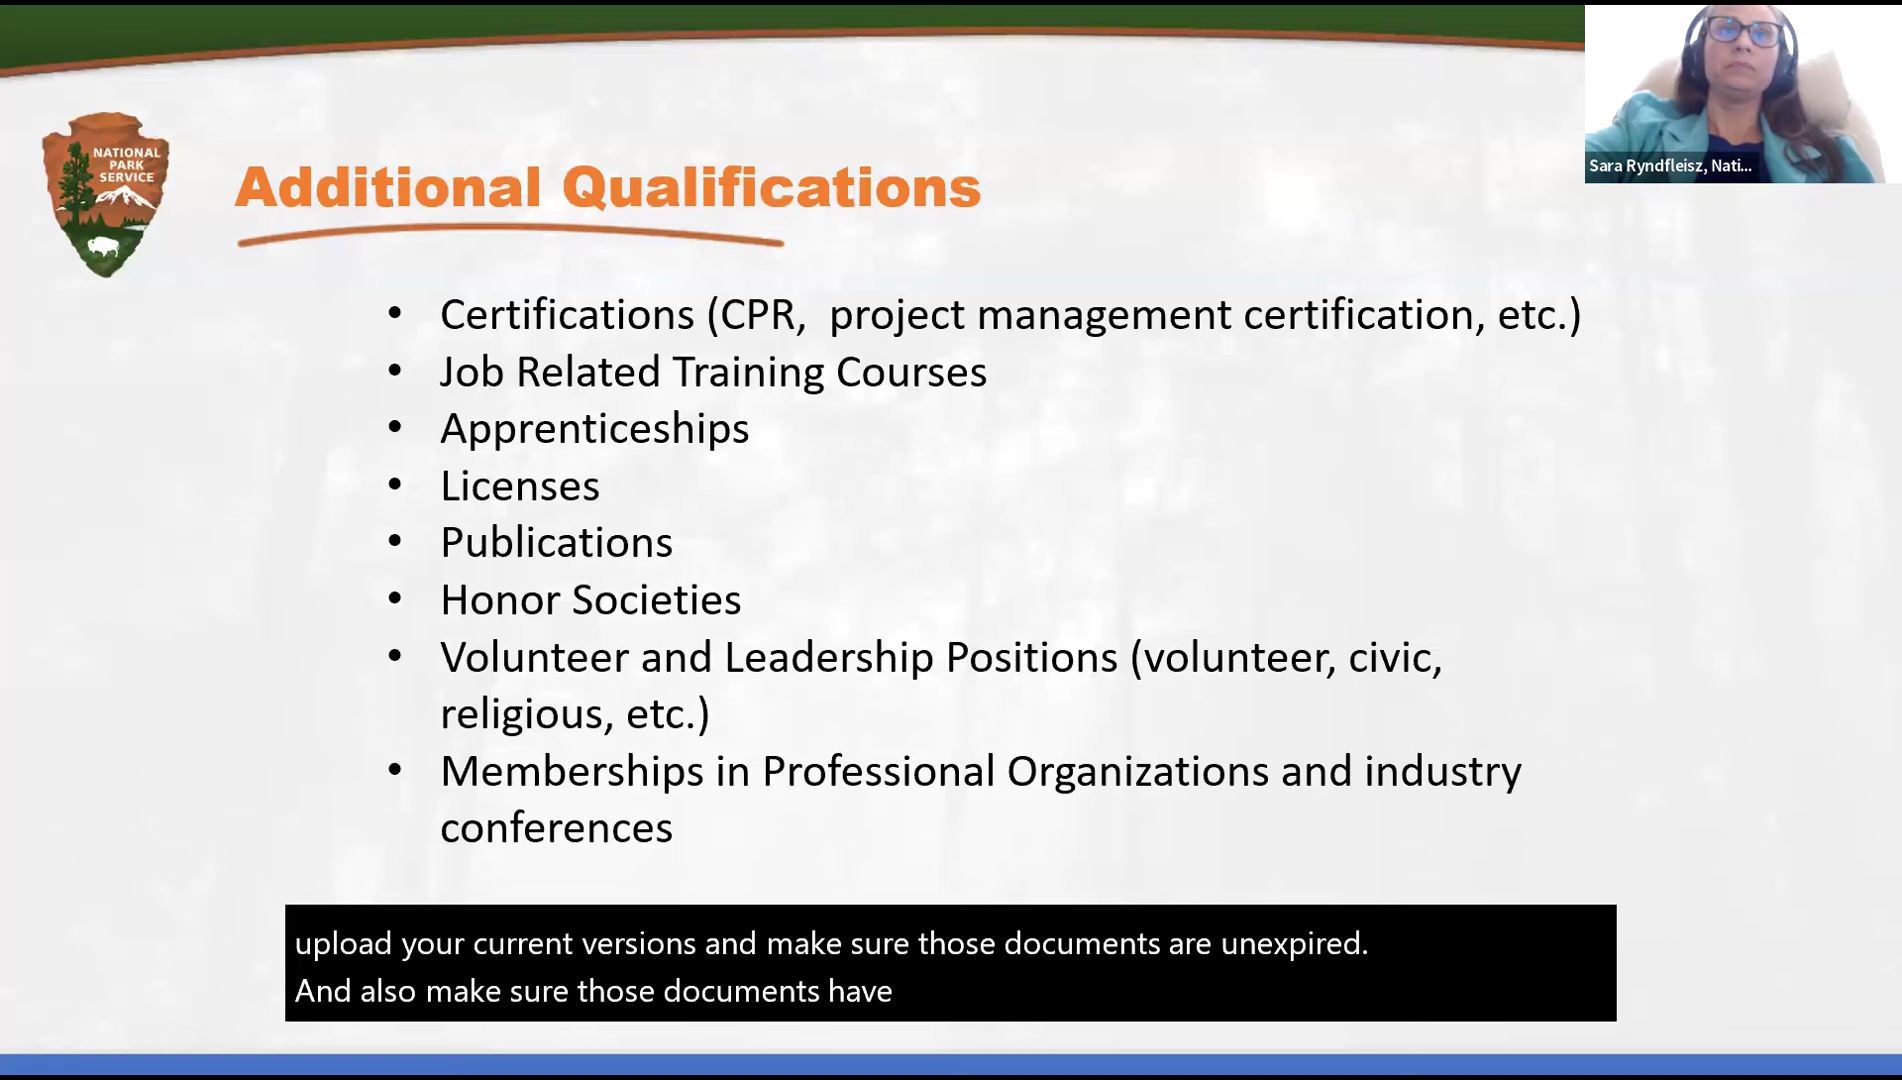 NATIONAL
PARK
SERVICE
Additional Qualifications
Sara Ryndfleisz, Nati...
• Certifications (CPR,  project management certification, etc.)
• Job Related Training Courses
• Apprenticeships
• Licenses
• Publications
• Honor Societies
• Volunteer and Leadership Positions (volunteer, civic,
religious, etc.)
• Memberships in Professional Organizations and industry
conferences
upload your current versions and make sure those documents are unexpired.
And also make sure those documents have